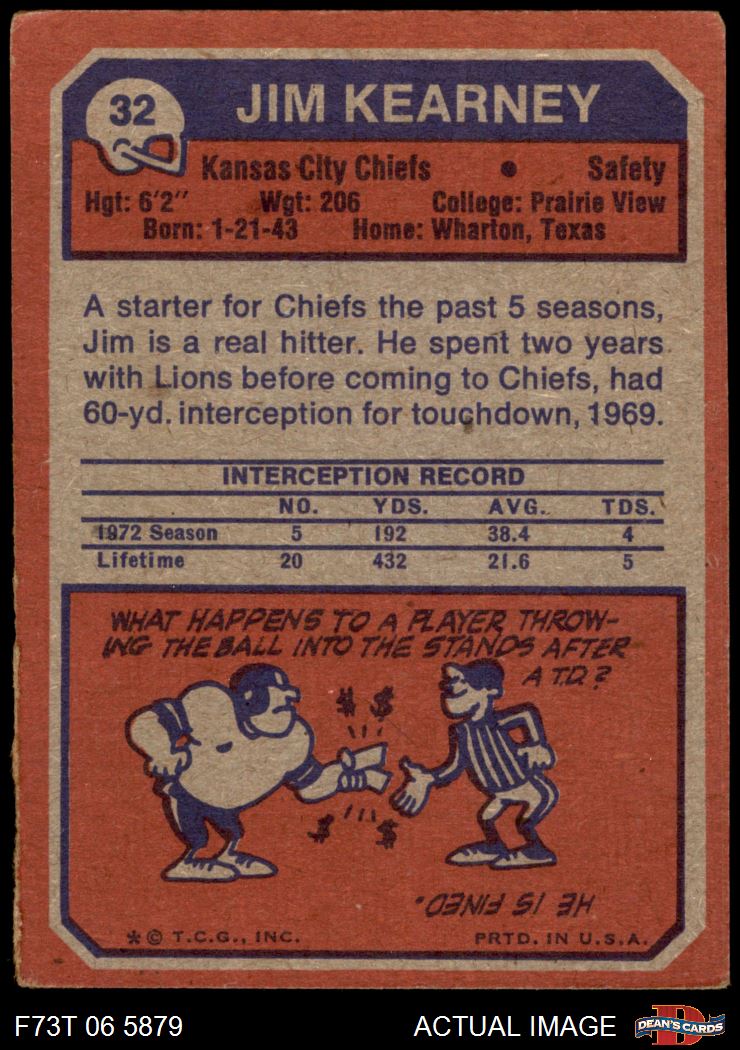 32
JIM KEARNEY
Kansas City Chiefs • Safety
Hgt: 6'2" Wgt: 206 College: Prairie View
Born: 1-21-43 Home: Wharton, Texas
A starter for Chiefs the past 5 seasons,
Jim is a real hitter. He spent two years
with Lions before coming to Chiefs, had
60-yd. interception for touchdown, 1969.
INTERCEPTION RECORD
NO. YDS. AVG. TDS.
1972 Season 5 192 38.4 4
Lifetime 20 432 21.6 5
WHAT HAPPENS TO A PLAYER THROW-
ING THE BALL INTO THE STANDS AFTER
A T.D.?
$ $
$ $
HE IS FINED.
* © T.C.G., INC. PRTD. IN U.S.A.
F73T 06 5879 ACTUAL IMAGE D DEAN'S CARDS